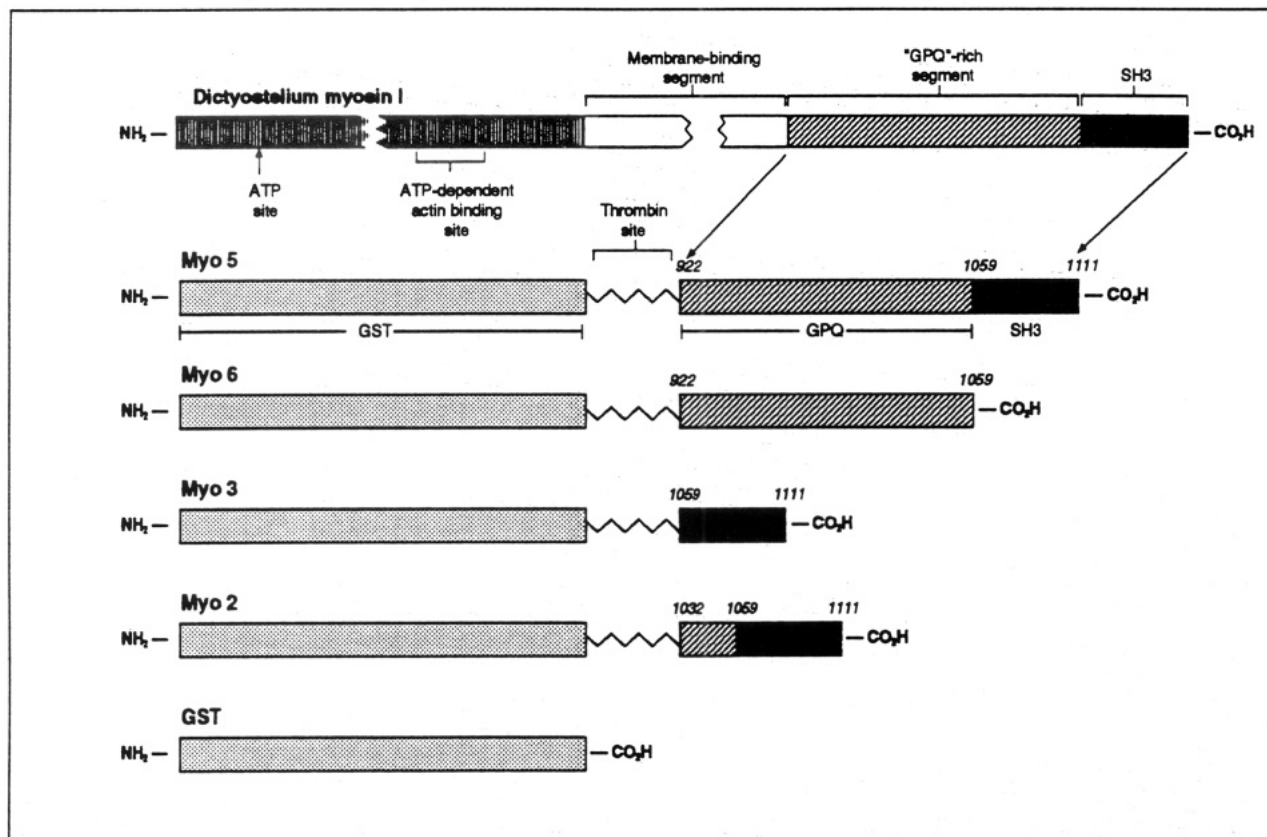 Membrane-binding
segment
"GPQ"-rich
segment
SH3
Dictyostelium myosin I
NH₂ —
— CO₂H
ATP
site
ATP-dependent
actin binding
site
Thrombin
site
Myo 5
922
1059
1111
NH₂ —
— CO₂H
GST
GPQ
SH3
Myo 6
922
1059
NH₂ —
— CO₂H
Myo 3
1059
1111
NH₂ —
— CO₂H
Myo 2
1032
1059
1111
NH₂ —
— CO₂H
GST
NH₂ —
— CO₂H